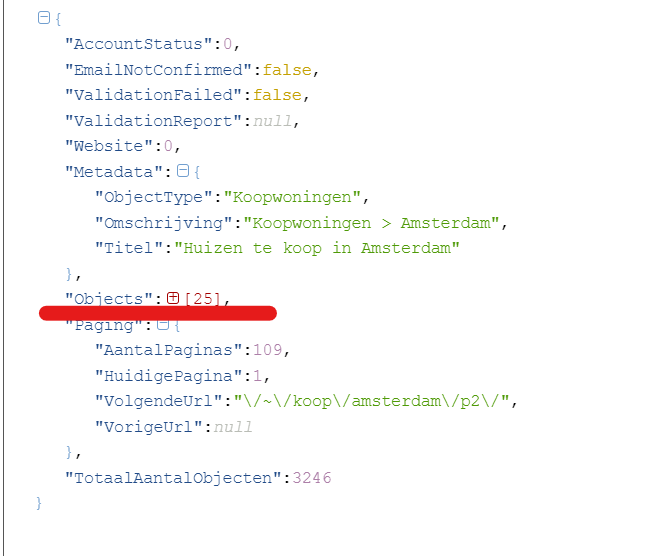 {
"AccountStatus":0,
"EmailNotConfirmed":false,
"ValidationFailed":false,
"ValidationReport":null,
"Website":0,
"Metadata":{
"ObjectType":"Koopwoningen",
"Omschrijving":"Koopwoningen > Amsterdam",
"Titel":"Huizen te koop in Amsterdam"
},
"Objects":[25],
"Paging":{
"AantalPaginas":109,
"HuidigePagina":1,
"VolgendeUrl":"\/~\/koop\/amsterdam\/p2\/",
"VorigeUrl":null
},
"TotaalAantalObjecten":3246
}